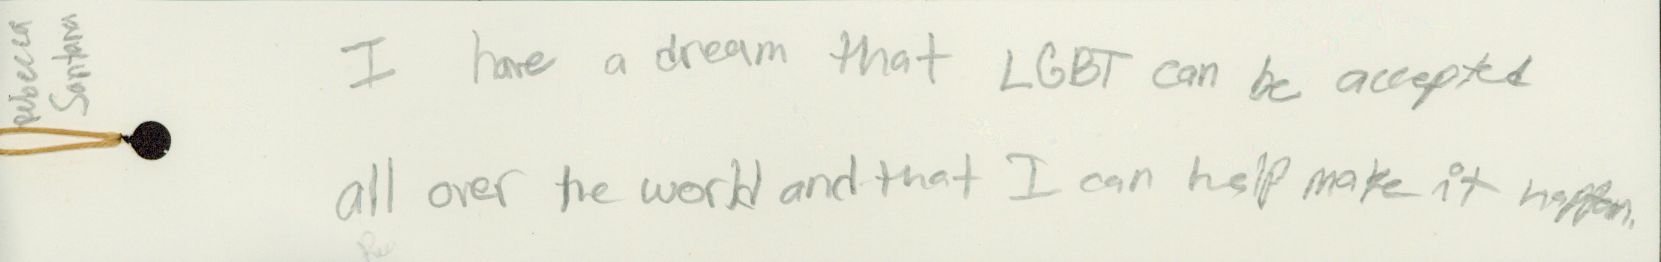 Rebecca
Santana
I have a dream that LGBT can be accepted
all over the world and that I can help make it happen.